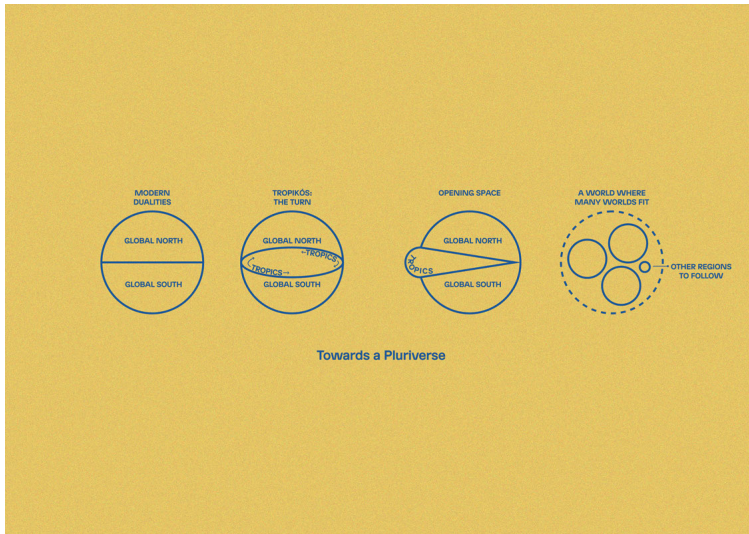 MODERN
DUALITIES
GLOBAL NORTH
GLOBAL SOUTH
TROPIKÓS:
THE TURN
GLOBAL NORTH
←TROPICS
TROPICS→
GLOBAL SOUTH
OPENING SPACE
GLOBAL NORTH
TROPICS
GLOBAL SOUTH
A WORLD WHERE
MANY WORLDS FIT
OTHER REGIONS
TO FOLLOW
Towards a Pluriverse